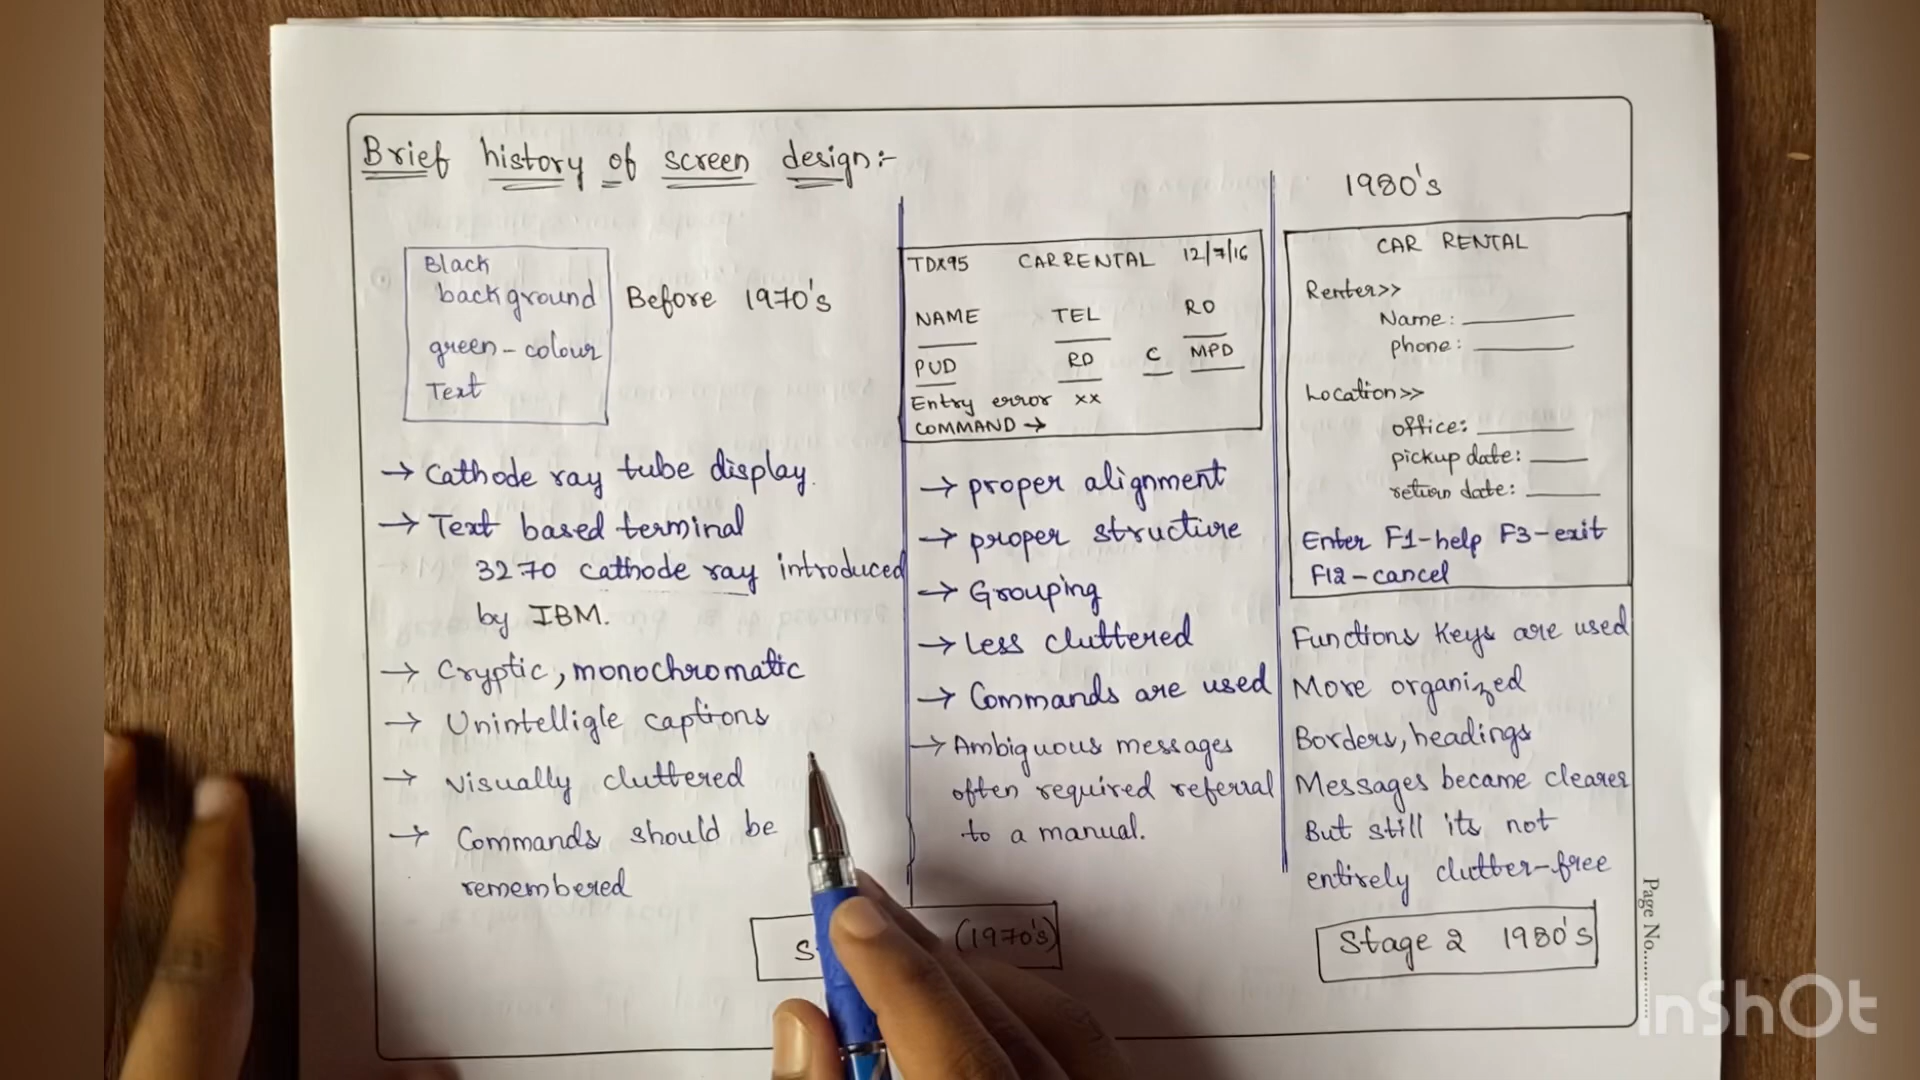 Brief history of screen design:-
Black
background
green-colour
Text
Before 1970's
→ Cathode ray tube display.
→ Text based terminal
3270 cathode ray introduced
by IBM.
→ Cryptic, monochromatic
→ Unintelligle captions
→ Visually cluttered
→ Commands should be
remembered
TDX95 CAR RENTAL 12/7/16
NAME TEL RO
PUD RD C MPD
Entry error xx
COMMAND →
→ proper alignment
→ proper structure
→ Grouping
→ Less cluttered
→ Commands are used
→ Ambiguous messages
often required referral
to a manual.
(1970's)
1980's
CAR RENTAL
Renter>>
Name:
phone:
Location>>
office:
pickup date:
return date:
Enter F1-help F3-exit
F12-cancel
Functions Keys are used
More organized
Borders, headings
Messages became clearer
But still its not
entirely clutter-free
Stage 2 1980's
Page No.
InShOt